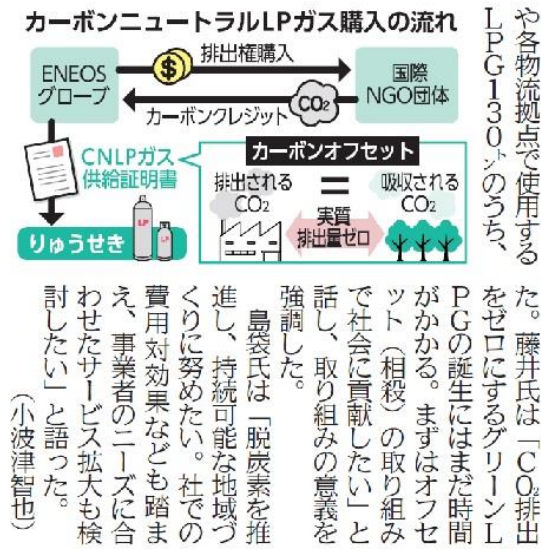 カーボンニュートラルLPガス購入の流れ
ENEOS
グローブ
$
排出権購入
国際
NGO団体
カーボンクレジット
CO₂
CNLPガス
供給証明書
LP
LP
りゅうせき
カーボンオフセット
排出される
CO₂
=
吸収される
CO₂
実質
排出量ゼロ
や各物流拠点で使用する
LPG130㌧のうち、
た。藤井氏は「CO₂排出
をゼロにするグリーンL
PGの誕生にはまだ時間
がかかる。まずはオフセ
ット(相殺)の取り組み
で社会に貢献したい」と
話し、取り組みの意義を
強調した。
島袋氏は「脱炭素を推
進し、持続可能な地域づ
くりに努めたい。社での
費用対効果なども踏ま
え、事業者のニーズに合
わせたサービス拡大も検
討したい」と語った。
(小波津智也)